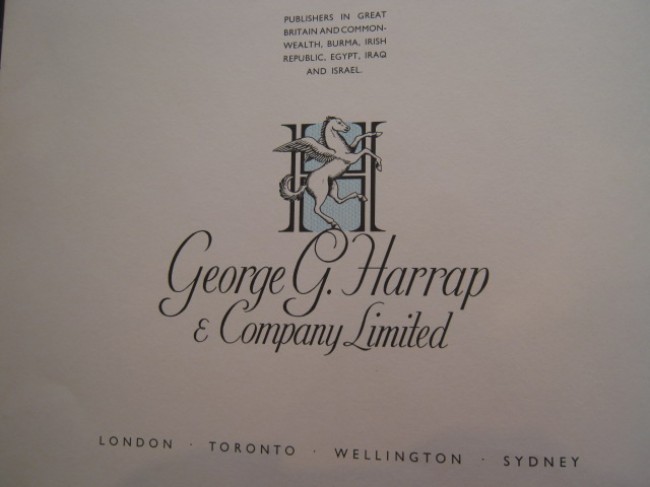 PUBLISHERS IN GREAT
BRITAIN AND COMMON-
WEALTH, BURMA, IRISH
REPUBLIC, EGYPT, IRAQ
AND ISRAEL.
H
George G. Harrap
& Company Limited
LONDON · TORONTO · WELLINGTON · SYDNEY